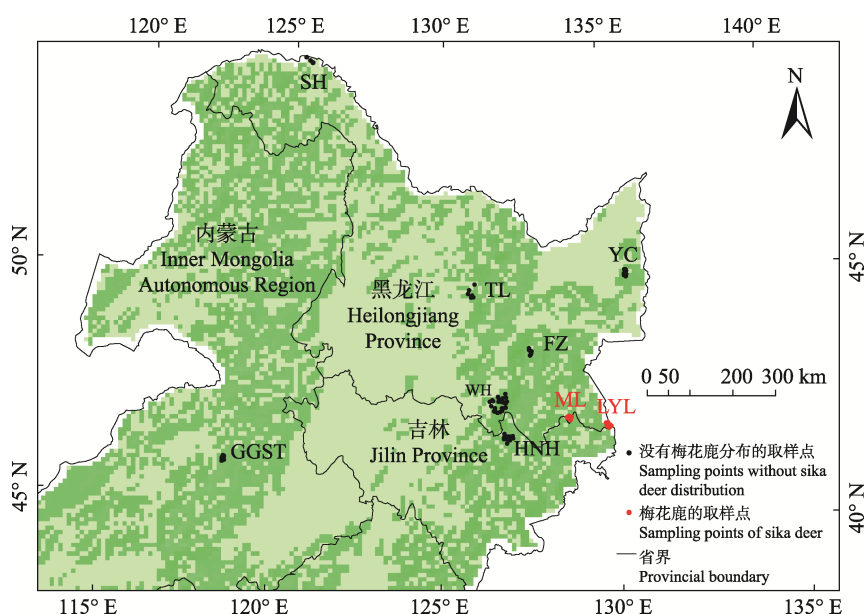 120° E 125° E 130° E 135° E 140° E
N
SH
50° N
45° N
内蒙古
Inner Mongolia
Autonomous Region
YC
黑龙江
Heilongjiang
Province
TL
FZ
0 50 200 300 km
WH
ML
LYL
吉林
Jilin Province
HNH
GGST
没有梅花鹿分布的取样点
Sampling points without sika
deer distribution
梅花鹿的取样点
Sampling points of sika deer
省界
Provincial boundary
45° N
40° N
115° E 120° E 125° E 130° E